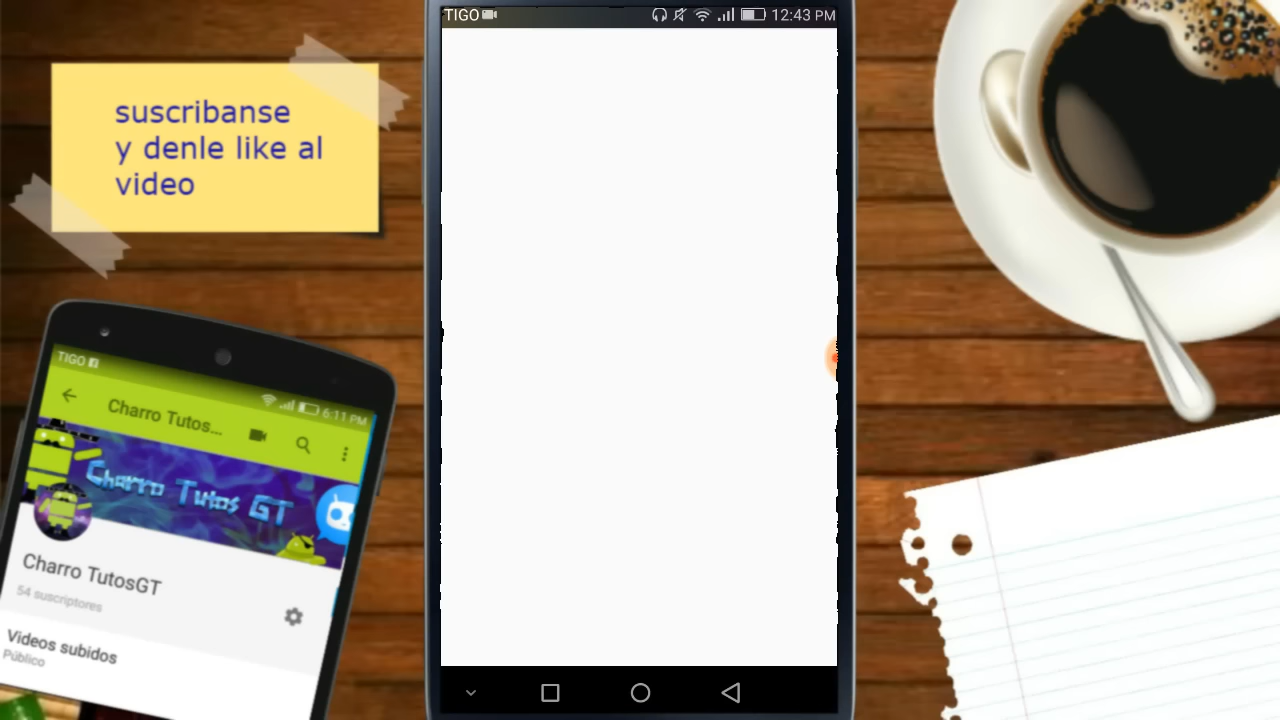 suscribanse
y denle like al
video
TIGO 12:43 PM
TIGO 6:11 PM
Charro Tutos...
Charro Tutos GT
Charro TutosGT
54 suscriptores
Videos subidos
Público